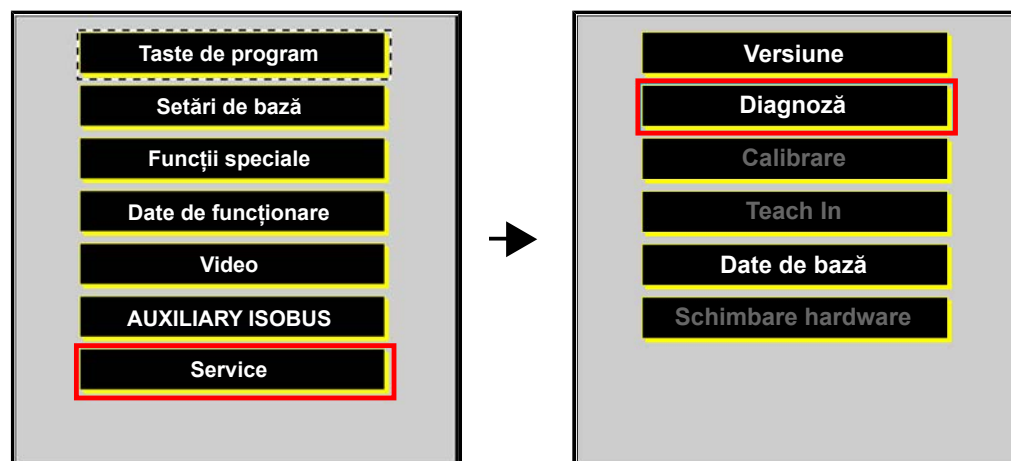 Taste de program
Setări de bază
Funcții speciale
Date de funcționare
Video
AUXILIARY ISOBUS
Service
Versiune
Diagnoză
Calibrare
Teach In
Date de bază
Schimbare hardware